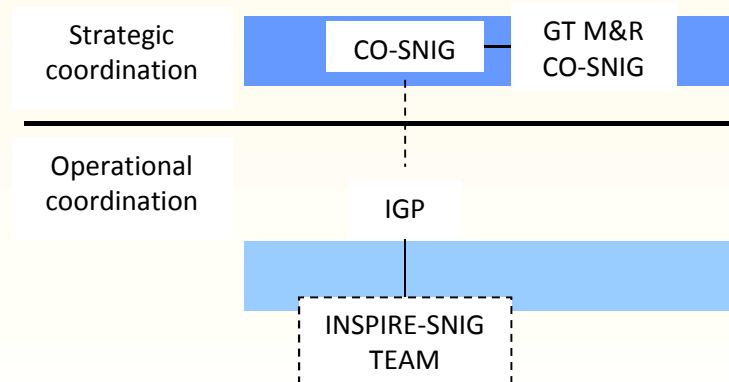 Strategic
coordination
CO-SNIG
GT M&R
CO-SNIG
Operational
coordination
IGP
INSPIRE-SNIG
TEAM